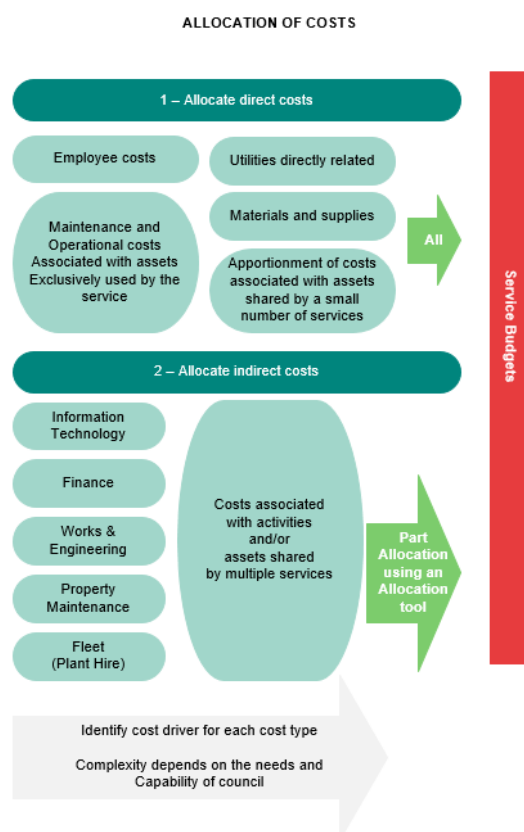 ALLOCATION OF COSTS
1 – Allocate direct costs
Employee costs
Utilities directly related
Maintenance and
Operational costs
Associated with assets
Exclusively used by the
service
Materials and supplies
Apportionment of costs
associated with assets
shared by a small
number of services
All
Service Budgets
2 – Allocate indirect costs
Information
Technology
Finance
Works &
Engineering
Property
Maintenance
Fleet
(Plant Hire)
Costs associated
with activities
and/or
assets shared
by multiple services
Part
Allocation
using an
Allocation
tool
Identify cost driver for each cost type
Complexity depends on the needs and
Capability of council